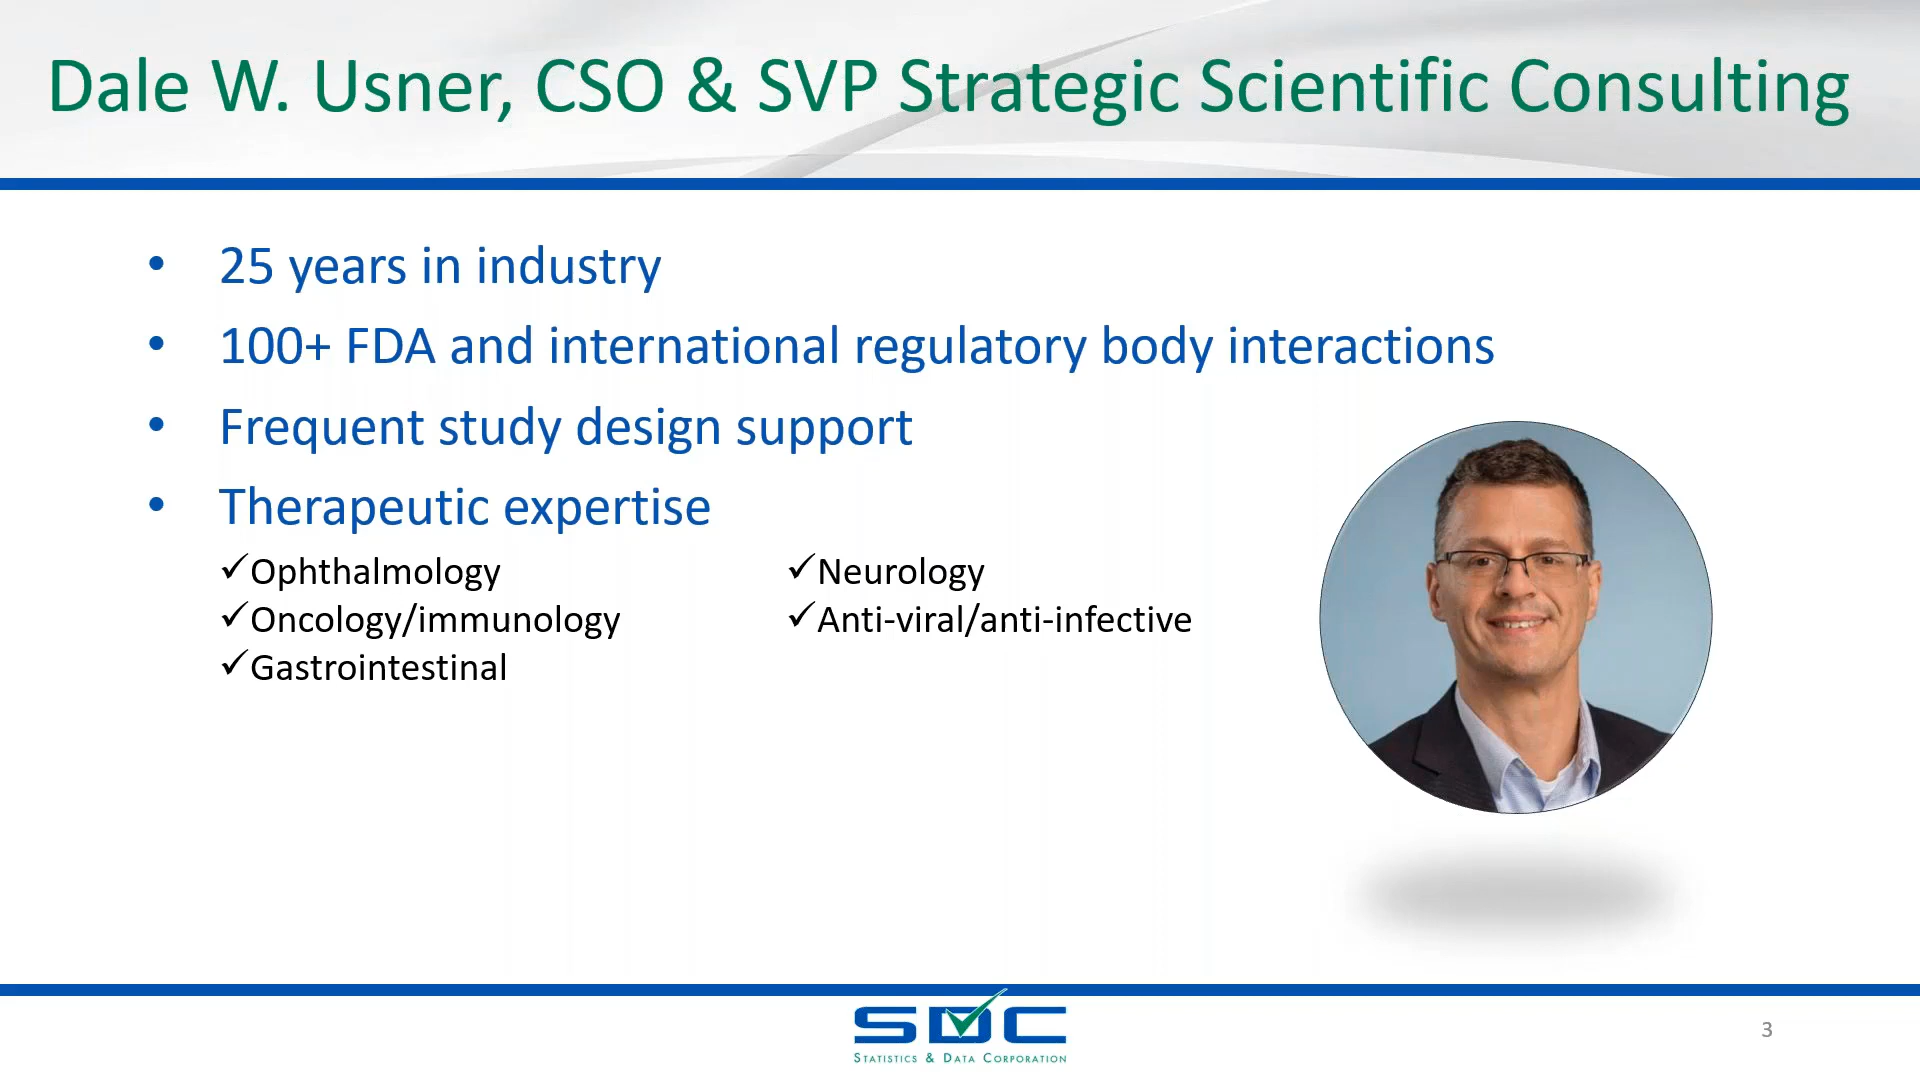 Dale W. Usner, CSO & SVP Strategic Scientific Consulting
• 25 years in industry
• 100+ FDA and international regulatory body interactions
• Frequent study design support
• Therapeutic expertise
✓Ophthalmology
✓Oncology/immunology
✓Gastrointestinal
✓Neurology
✓Anti-viral/anti-infective
SDC
STATISTICS & DATA CORPORATION
3